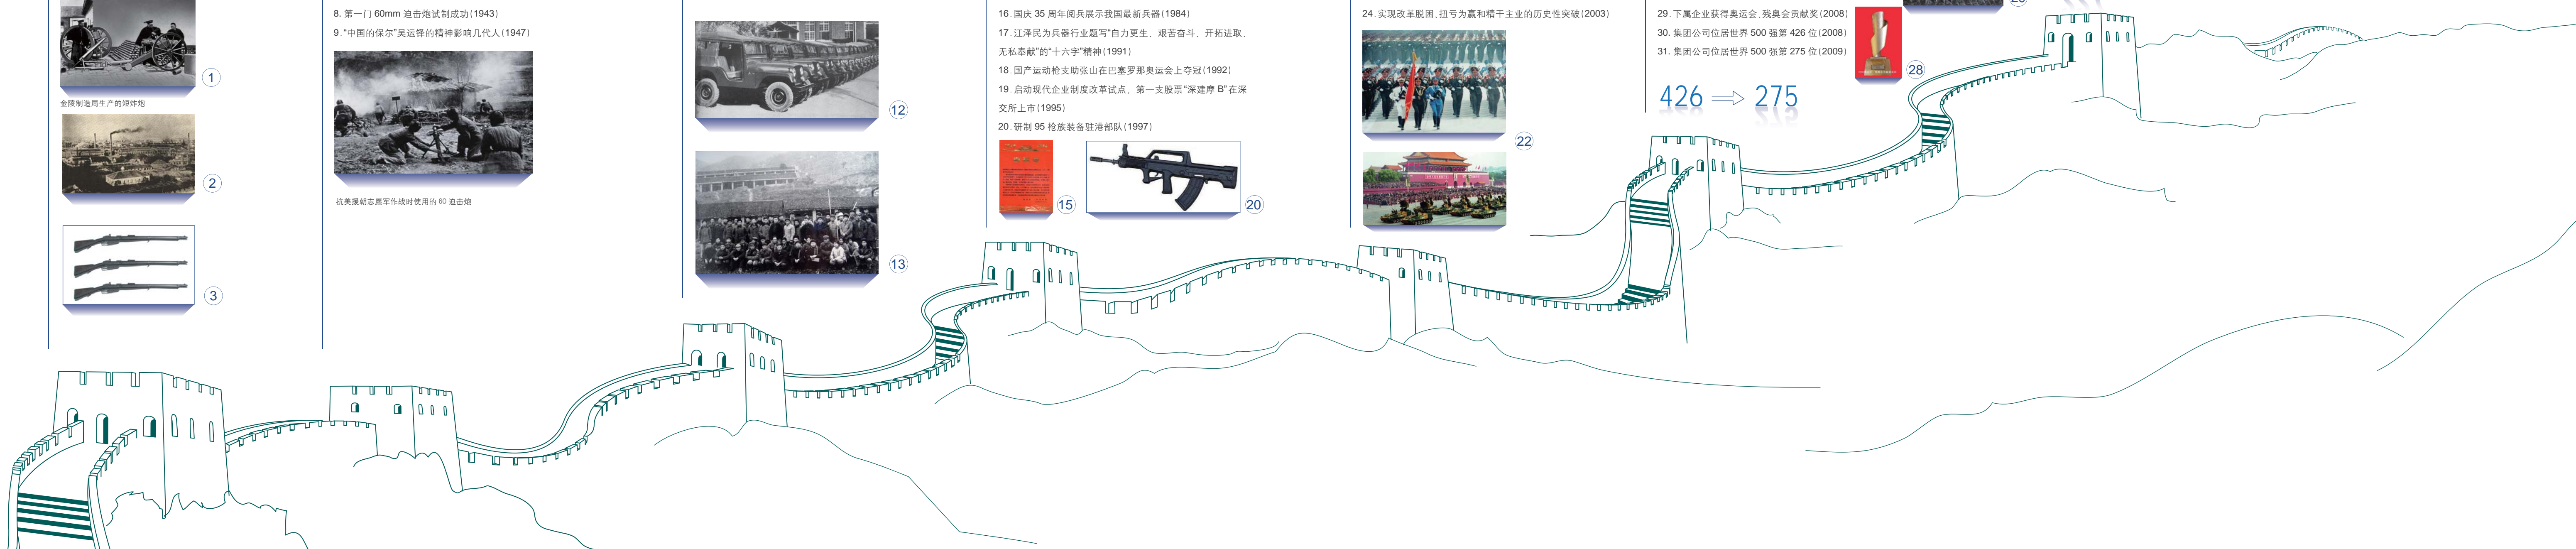 ①
金陵制造局生产的短炸炮
②
③
8. 第一门 60mm 迫击炮试制成功(1943)
9. “中国的保尔”吴运铎的精神影响几代人(1947)
抗美援朝志愿军作战时使用的 60 迫击炮
⑫
⑬
16. 国庆 35 周年阅兵展示我国最新兵器(1984)
17. 江泽民为兵器行业题写“自力更生、艰苦奋斗、开拓进取、
无私奉献”的“十六字”精神(1991)
18. 国产运动枪支助张山在巴塞罗那奥运会上夺冠(1992)
19. 启动现代企业制度改革试点，第一支股票“深建摩 B”在深
交所上市(1995)
20. 研制 95 枪族装备驻港部队(1997)
⑮
⑳
24. 实现改革脱困、扭亏为赢和精干主业的历史性突破(2003)
㉒
29. 下属企业获得奥运会、残奥会贡献奖(2008)
30. 集团公司位居世界 500 强第 426 位(2008)
31. 集团公司位居世界 500 强第 275 位(2009)
426 ⇒ 275
㉘